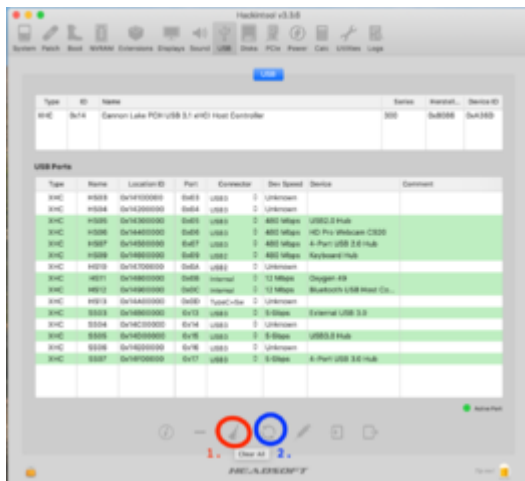 Hackintool v3.3.8
System Patch Boot NVRAM Extensions Displays Sound USB Disks PCIe Power Calc Utilities Logs
USB
Type ID Name Series Device ID
XHC 0x14 Cannon Lake PCH USB 3.1 xHCI Host Controller 300 0x8086 0xA36D
USB Ports
Type Name Location ID Port Connector Dev Speed Device Comment
XHC HS03 0x14100000 0x03 USB3 Unknown
XHC HS04 0x14200000 0x04 USB3 Unknown
XHC HS05 0x14300000 0x05 USB3 480 Mbps USB2.0 Hub
XHC HS06 0x14400000 0x06 USB3 480 Mbps HD Pro Webcam C920
XHC HS07 0x14500000 0x07 USB3 480 Mbps 4-Port USB 2.0 Hub
XHC HS09 0x14600000 0x09 USB2 480 Mbps Keyboard Hub
XHC HS10 0x14700000 0x0A USB2 Unknown
XHC HS11 0x14800000 0x0B Internal 12 Mbps Oxygen 49
XHC HS12 0x14900000 0x0C Internal 12 Mbps Bluetooth USB Host Co...
XHC HS13 0x14A00000 0x0D TypeC+Sw Unknown
XHC SS03 0x14B00000 0x13 USB3 5 Gbps External USB 3.0
XHC SS04 0x14C00000 0x14 USB3 Unknown
XHC SS05 0x14D00000 0x15 USB3 5 Gbps USB3.0 Hub
XHC SS06 0x14E00000 0x16 USB3 Unknown
XHC SS07 0x14F00000 0x17 USB3 5 Gbps 4-Port USB 3.0 Hub
Active Port
1. Clear All 2.
HEADSOFT